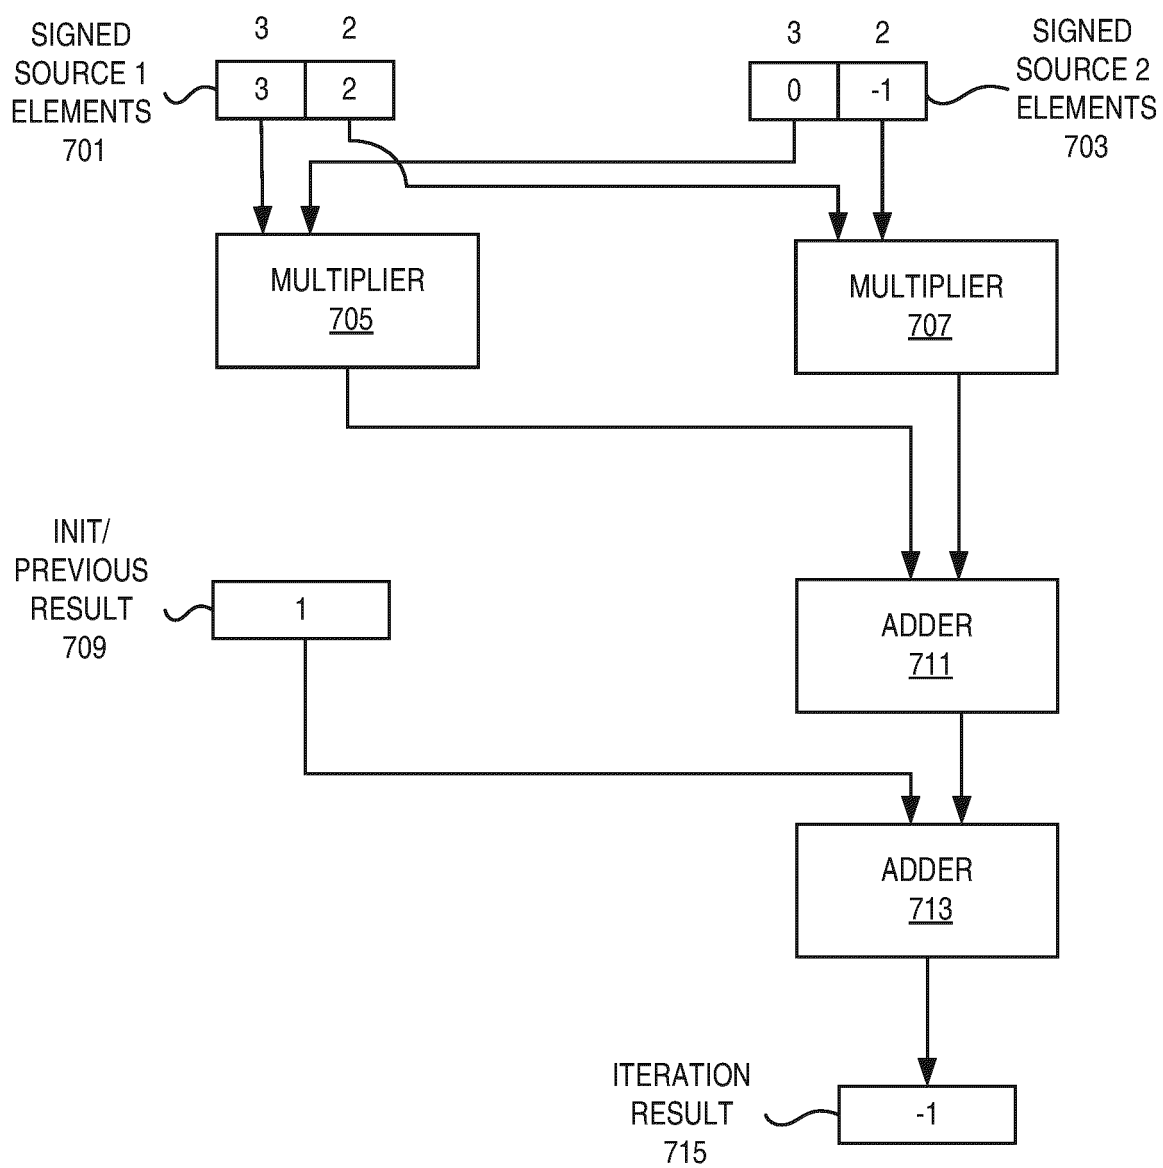 SIGNED
SOURCE 1
ELEMENTS
701
3 2
3 2
3 2
0 -1
SIGNED
SOURCE 2
ELEMENTS
703
MULTIPLIER
705
MULTIPLIER
707
INIT/
PREVIOUS
RESULT
709
1
ADDER
711
ADDER
713
ITERATION
RESULT
715
-1